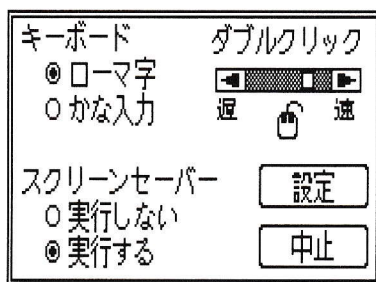 キーボード
ローマ字
かな入力
ダブルクリック
遅 速
スクリーンセーバー
実行しない
実行する
設定
中止